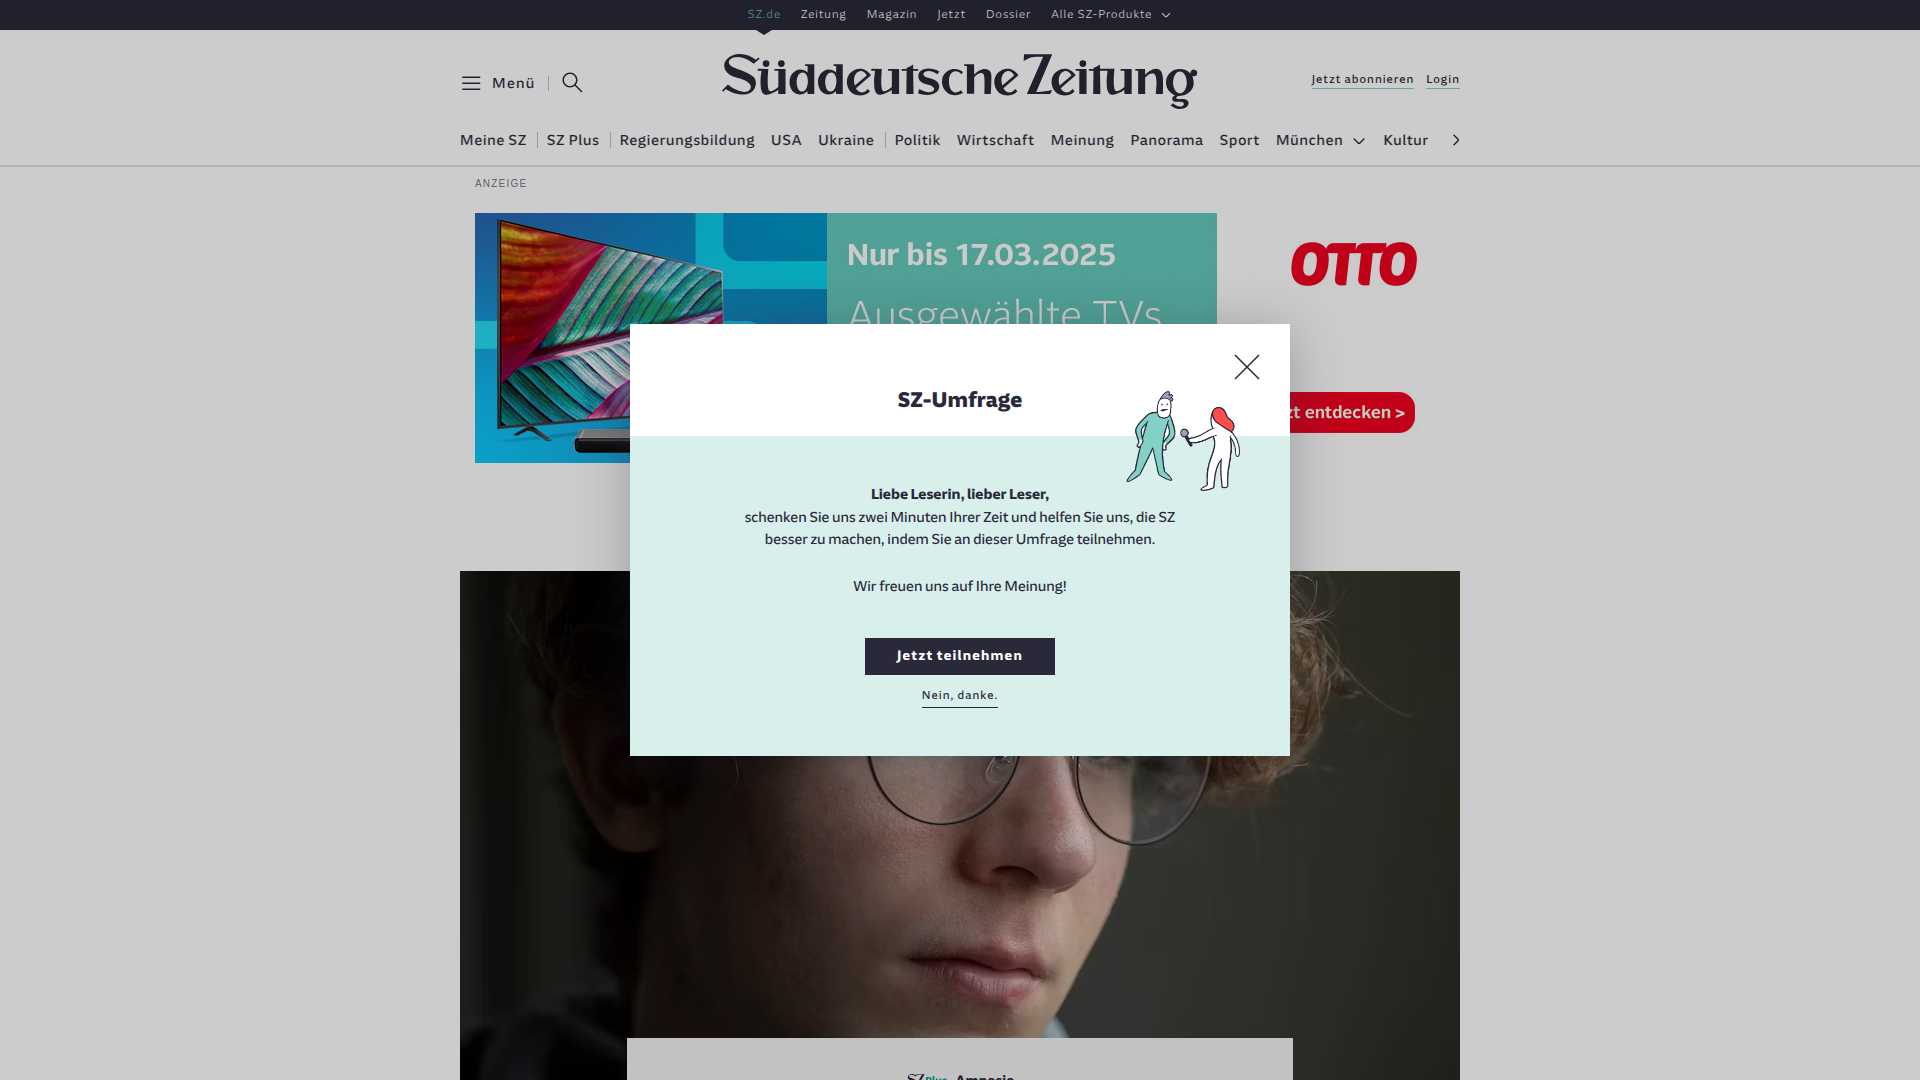 SZ.de Zeitung Magazin Jetzt Dossier Alle SZ-Produkte
Menü
Süddeutsche Zeitung
Jetzt abonnieren Login
Meine SZ SZ Plus Regierungsbildung USA Ukraine Politik Wirtschaft Meinung Panorama Sport München Kultur
ANZEIGE
Nur bis 17.03.2025
Ausgewählte TVs
OTTO
entdecken >
SZ-Umfrage
Liebe Leserin, lieber Leser,
schenken Sie uns zwei Minuten Ihrer Zeit und helfen Sie uns, die SZ
besser zu machen, indem Sie an dieser Umfrage teilnehmen.
Wir freuen uns auf Ihre Meinung!
Jetzt teilnehmen
Nein, danke.
SZ Plus Amnesie